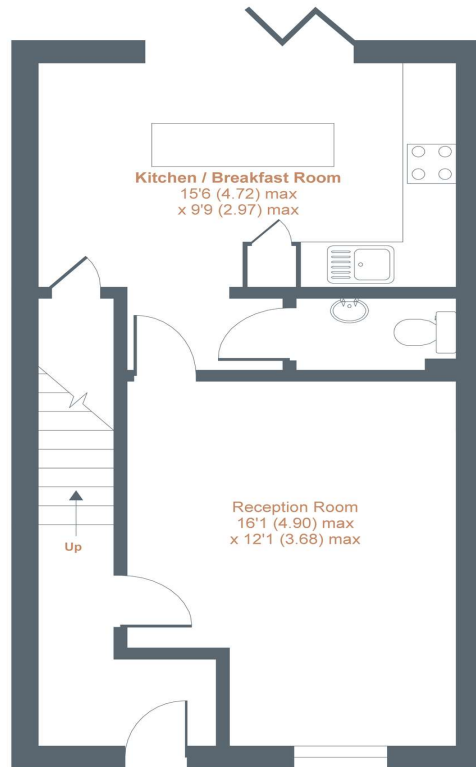 Kitchen / Breakfast Room
15'6 (4.72) max
x 9'9 (2.97) max
Reception Room
16'1 (4.90) max
x 12'1 (3.68) max
Up